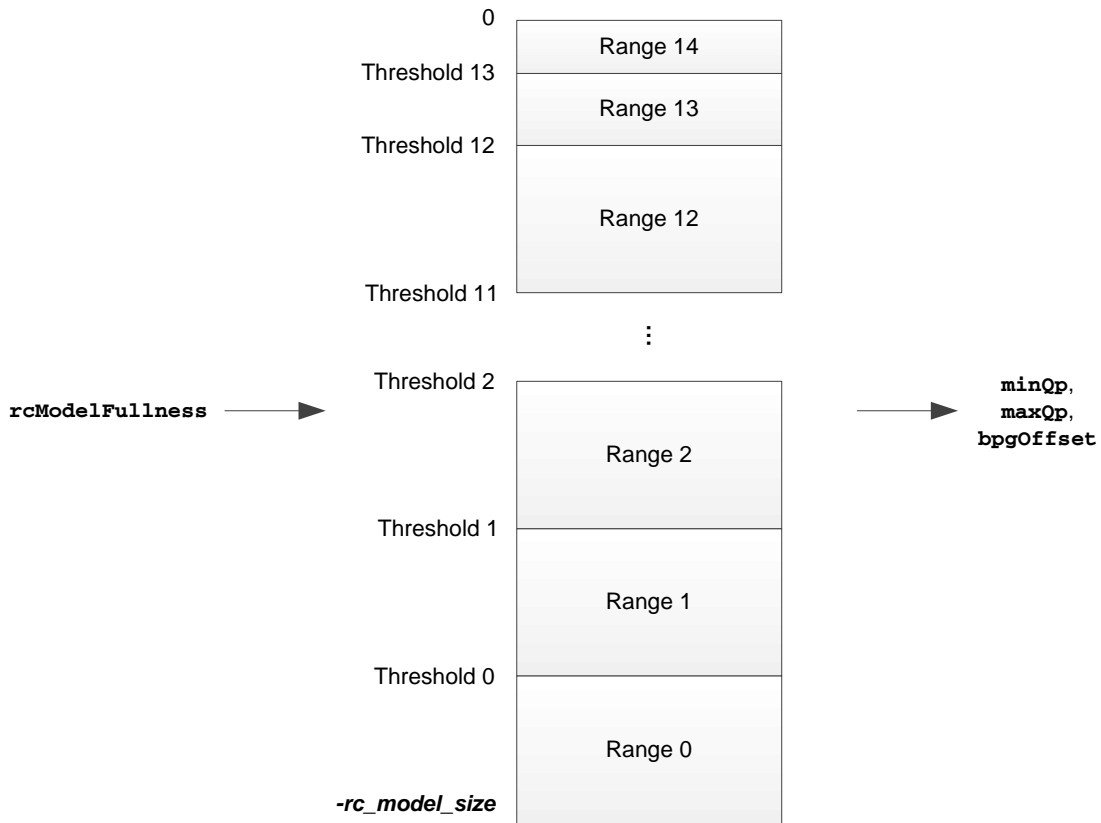 0
Range 14
Threshold 13
Range 13
Threshold 12
Range 12
Threshold 11
⋮
Threshold 2
rcModelFullness
minQp,
maxQp,
bpgOffset
Range 2
Threshold 1
Range 1
Threshold 0
Range 0
-rc_model_size